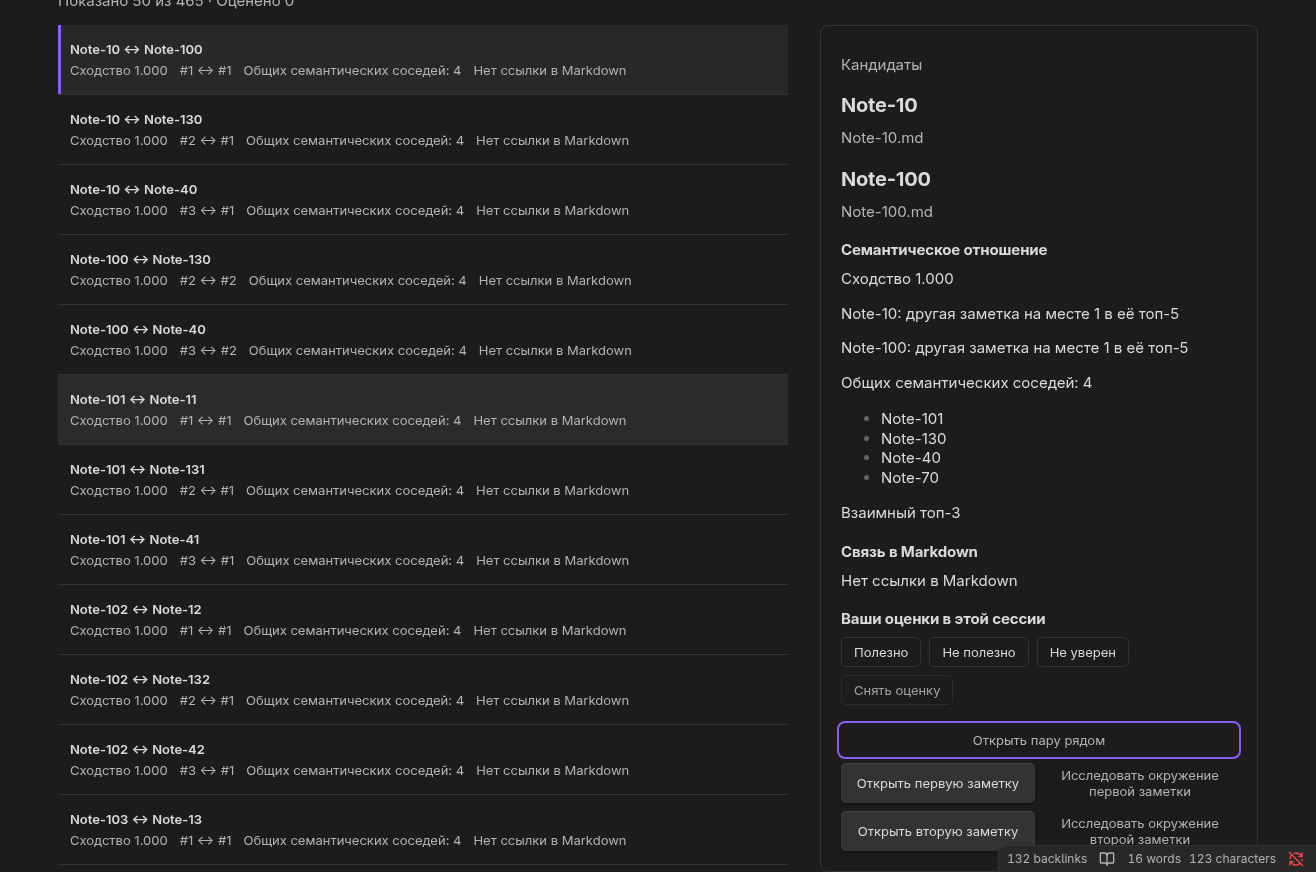 Показано 50 из 465 · Оценено 0
Note-10 ↔ Note-100
Сходство 1.000 #1 ↔ #1 Общих семантических соседей: 4 Нет ссылки в Markdown
Note-10 ↔ Note-130
Сходство 1.000 #2 ↔ #1 Общих семантических соседей: 4 Нет ссылки в Markdown
Note-10 ↔ Note-40
Сходство 1.000 #3 ↔ #1 Общих семантических соседей: 4 Нет ссылки в Markdown
Note-100 ↔ Note-130
Сходство 1.000 #2 ↔ #2 Общих семантических соседей: 4 Нет ссылки в Markdown
Note-100 ↔ Note-40
Сходство 1.000 #3 ↔ #2 Общих семантических соседей: 4 Нет ссылки в Markdown
Note-101 ↔ Note-11
Сходство 1.000 #1 ↔ #1 Общих семантических соседей: 4 Нет ссылки в Markdown
Note-101 ↔ Note-131
Сходство 1.000 #2 ↔ #1 Общих семантических соседей: 4 Нет ссылки в Markdown
Note-101 ↔ Note-41
Сходство 1.000 #3 ↔ #1 Общих семантических соседей: 4 Нет ссылки в Markdown
Note-102 ↔ Note-12
Сходство 1.000 #1 ↔ #1 Общих семантических соседей: 4 Нет ссылки в Markdown
Note-102 ↔ Note-132
Сходство 1.000 #2 ↔ #1 Общих семантических соседей: 4 Нет ссылки в Markdown
Note-102 ↔ Note-42
Сходство 1.000 #3 ↔ #1 Общих семантических соседей: 4 Нет ссылки в Markdown
Note-103 ↔ Note-13
Сходство 1.000 #1 ↔ #1 Общих семантических соседей: 4 Нет ссылки в Markdown
Кандидаты
Note-10
Note-10.md
Note-100
Note-100.md
Семантическое отношение
Сходство 1.000
Note-10: другая заметка на месте 1 в её топ-5
Note-100: другая заметка на месте 1 в её топ-5
Общих семантических соседей: 4
Note-101
Note-130
Note-40
Note-70
Взаимный топ-3
Связь в Markdown
Нет ссылки в Markdown
Ваши оценки в этой сессии
Полезно Не полезно Не уверен
Снять оценку
Открыть пару рядом
Открыть первую заметку
Исследовать окружение
первой заметки
Открыть вторую заметку
Исследовать окружение
второй заметки
132 backlinks 16 words 123 characters